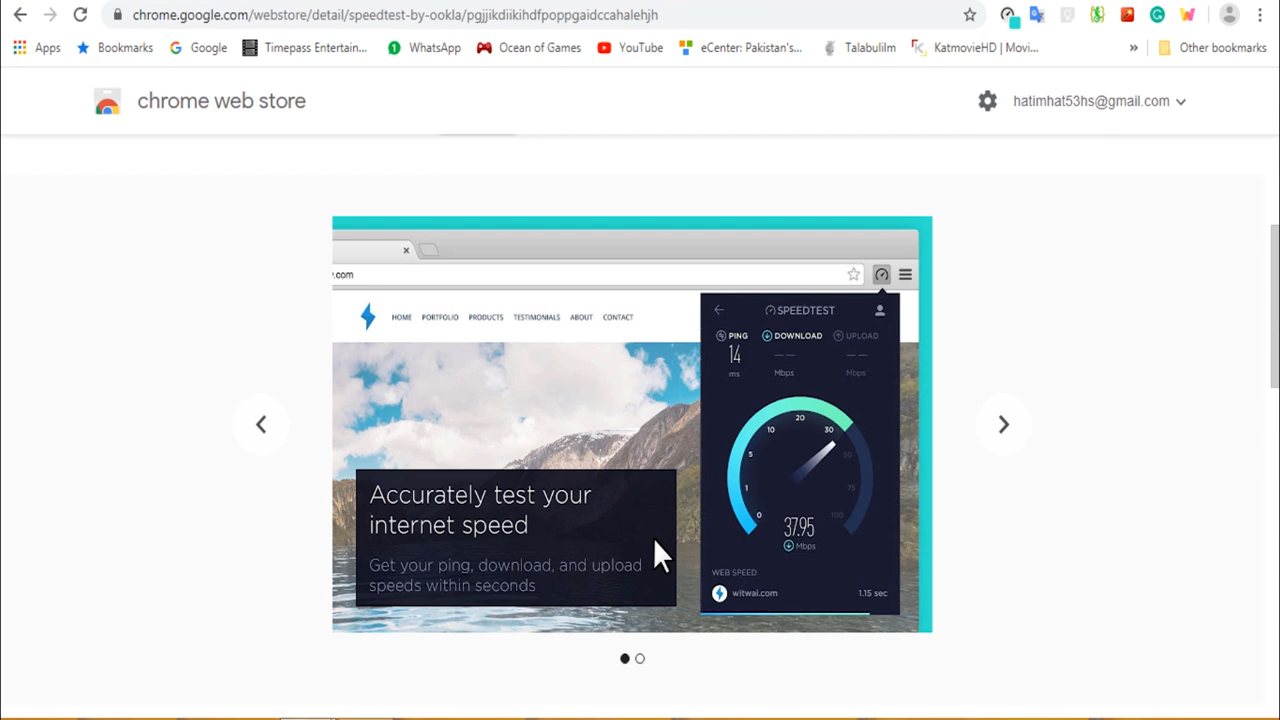 chrome.google.com/webstore/detail/speedtest-by-ookla/pgjjikdiikihdfpoppgaidccahalehjh
Apps Bookmarks Google Timepass Entertain... WhatsApp Ocean of Games YouTube eCenter: Pakistan's... Talabulilm KatmovieHD | Movi... » Other bookmarks
chrome web store
hatimhat53hs@gmail.com
.com
HOME PORTFOLIO PRODUCTS TESTIMONIALS ABOUT CONTACT
SPEEDTEST
PING DOWNLOAD UPLOAD
14
ms Mbps Mbps
0 1 5 10 20 30 50 75 100
37.95
Mbps
Accurately test your
internet speed
Get your ping, download, and upload
speeds within seconds
WEB SPEED
witwai.com 1.15 sec